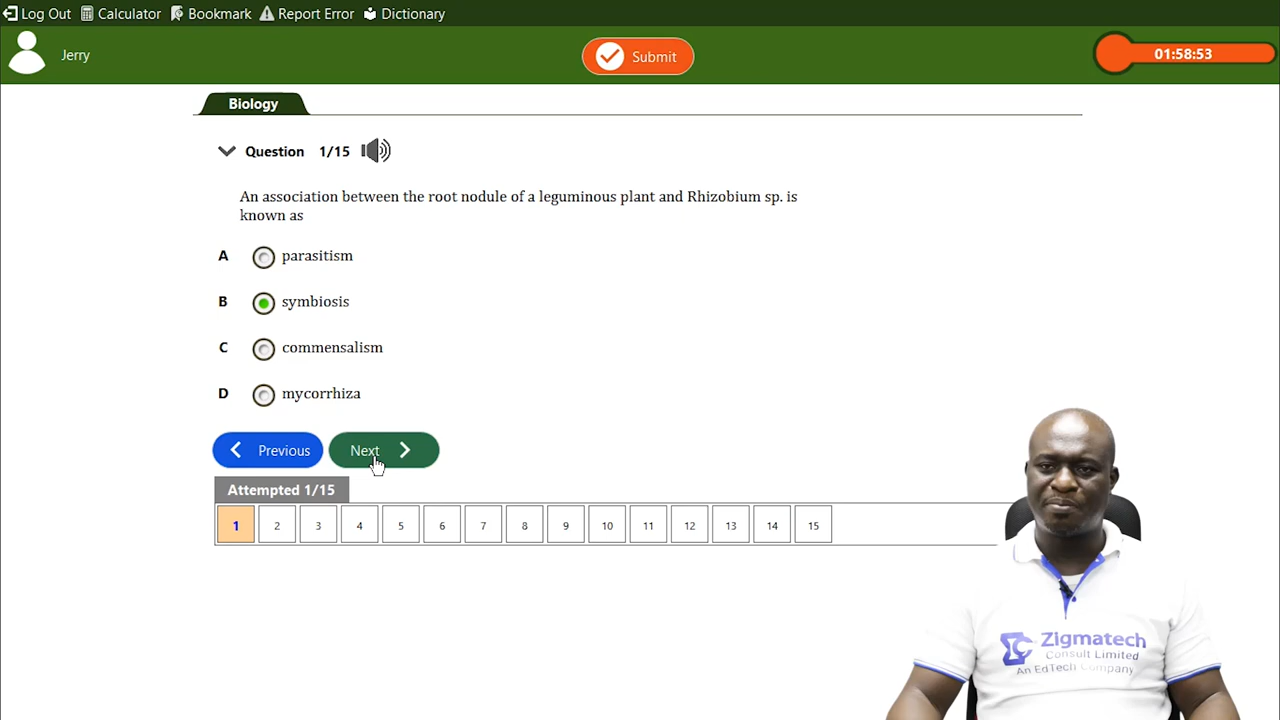 Log Out Calculator Bookmark Report Error Dictionary
Jerry
Submit
01:58:53
Biology
Question 1/15
An association between the root nodule of a leguminous plant and Rhizobium sp. is
known as
A parasitism
B symbiosis
C commensalism
D mycorrhiza
Previous Next
Attempted 1/15
1 2 3 4 5 6 7 8 9 10 11 12 13 14 15
Zigmatech
Consult Limited
An EdTech Company